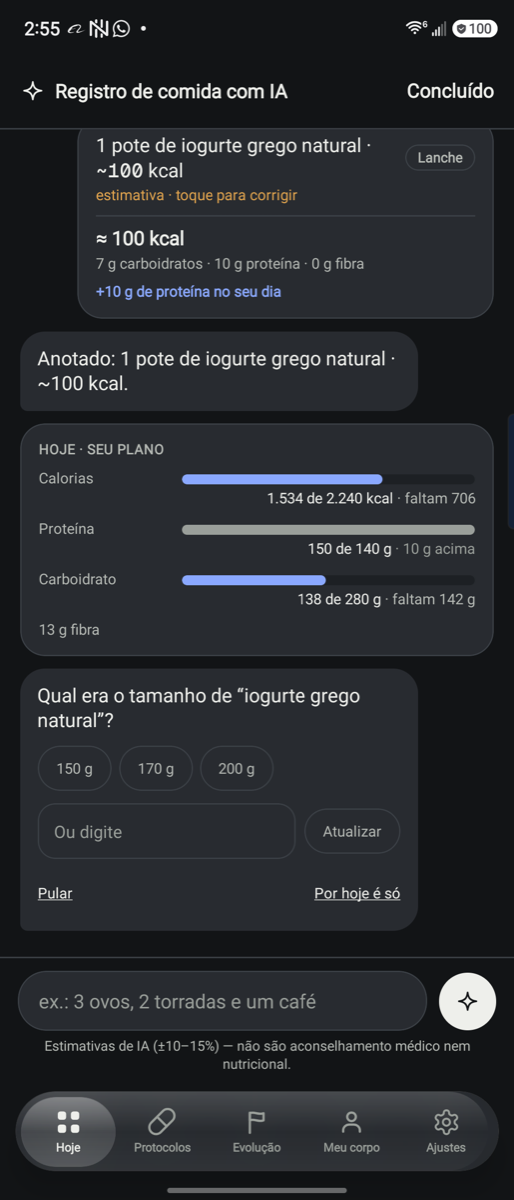 2:55
6
100
Registro de comida com IA
Concluído
1 pote de iogurte grego natural ·
~100 kcal
Lanche
estimativa · toque para corrigir
≈ 100 kcal
7 g carboidratos · 10 g proteína · 0 g fibra
+10 g de proteína no seu dia
Anotado: 1 pote de iogurte grego natural ·
~100 kcal.
HOJE · SEU PLANO
Calorias
1.534 de 2.240 kcal · faltam 706
Proteína
150 de 140 g · 10 g acima
Carboidrato
138 de 280 g · faltam 142 g
13 g fibra
Qual era o tamanho de “iogurte grego
natural”?
150 g
170 g
200 g
Ou digite
Atualizar
Pular
Por hoje é só
ex.: 3 ovos, 2 torradas e um café
Estimativas de IA (±10–15%) — não são aconselhamento médico nem
nutricional.
Hoje
Protocolos
Evolução
Meu corpo
Ajustes